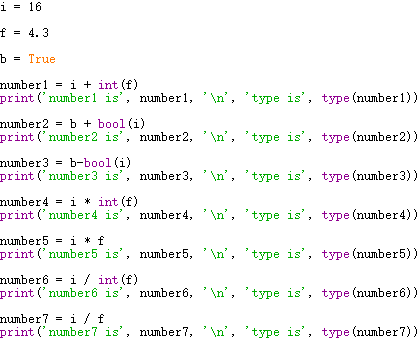 i = 16
f = 4.3
b = True
number1 = i + int(f)
print('number1 is', number1, '\n', 'type is', type(number1))
number2 = b + bool(i)
print('number2 is', number2, '\n', 'type is', type(number2))
number3 = b-bool(i)
print('number3 is', number3, '\n', 'type is', type(number3))
number4 = i * int(f)
print('number4 is', number4, '\n', 'type is', type(number4))
number5 = i * f
print('number5 is', number5, '\n', 'type is', type(number5))
number6 = i / int(f)
print('number6 is', number6, '\n', 'type is', type(number6))
number7 = i / f
print('number7 is', number7, '\n', 'type is', type(number7))